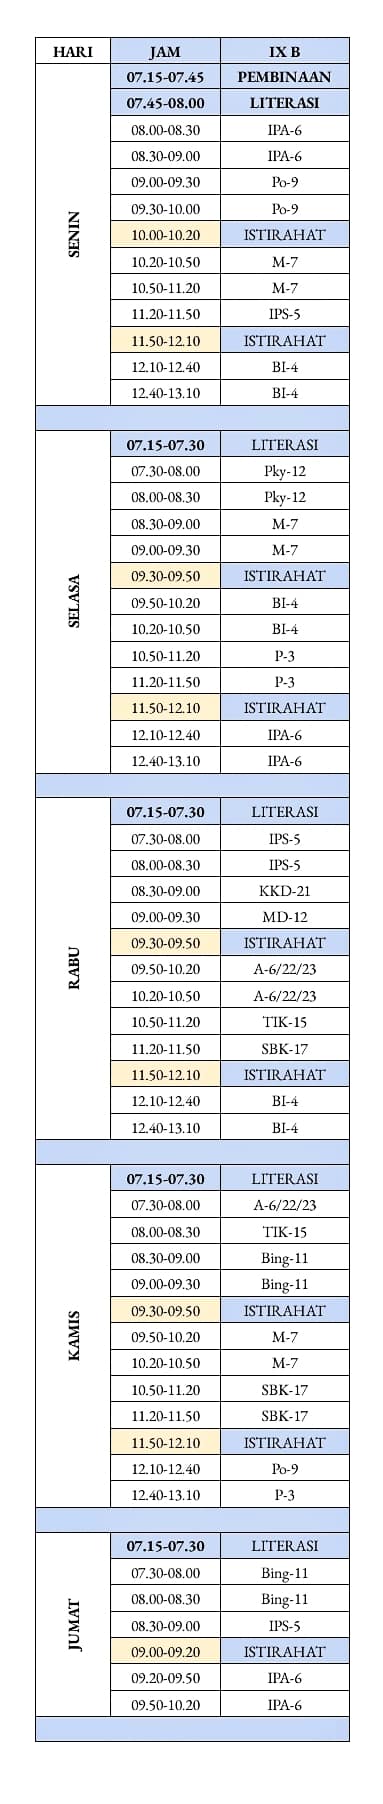 HARI JAM IX B
SENIN
07.15-07.45 PEMBINAAN
07.45-08.00 LITERASI
08.00-08.30 IPA-6
08.30-09.00 IPA-6
09.00-09.30 Po-9
09.30-10.00 Po-9
10.00-10.20 ISTIRAHAT
10.20-10.50 M-7
10.50-11.20 M-7
11.20-11.50 IPS-5
11.50-12.10 ISTIRAHAT
12.10-12.40 BI-4
12.40-13.10 BI-4
SELASA
07.15-07.30 LITERASI
07.30-08.00 Pky-12
08.00-08.30 Pky-12
08.30-09.00 M-7
09.00-09.30 M-7
09.30-09.50 ISTIRAHAT
09.50-10.20 BI-4
10.20-10.50 BI-4
10.50-11.20 P-3
11.20-11.50 P-3
11.50-12.10 ISTIRAHAT
12.10-12.40 IPA-6
12.40-13.10 IPA-6
RABU
07.15-07.30 LITERASI
07.30-08.00 IPS-5
08.00-08.30 IPS-5
08.30-09.00 KKD-21
09.00-09.30 MD-12
09.30-09.50 ISTIRAHAT
09.50-10.20 A-6/22/23
10.20-10.50 A-6/22/23
10.50-11.20 TIK-15
11.20-11.50 SBK-17
11.50-12.10 ISTIRAHAT
12.10-12.40 BI-4
12.40-13.10 BI-4
KAMIS
07.15-07.30 LITERASI
07.30-08.00 A-6/22/23
08.00-08.30 TIK-15
08.30-09.00 Bing-11
09.00-09.30 Bing-11
09.30-09.50 ISTIRAHAT
09.50-10.20 M-7
10.20-10.50 M-7
10.50-11.20 SBK-17
11.20-11.50 SBK-17
11.50-12.10 ISTIRAHAT
12.10-12.40 Po-9
12.40-13.10 P-3
JUMAT
07.15-07.30 LITERASI
07.30-08.00 Bing-11
08.00-08.30 Bing-11
08.30-09.00 IPS-5
09.00-09.20 ISTIRAHAT
09.20-09.50 IPA-6
09.50-10.20 IPA-6